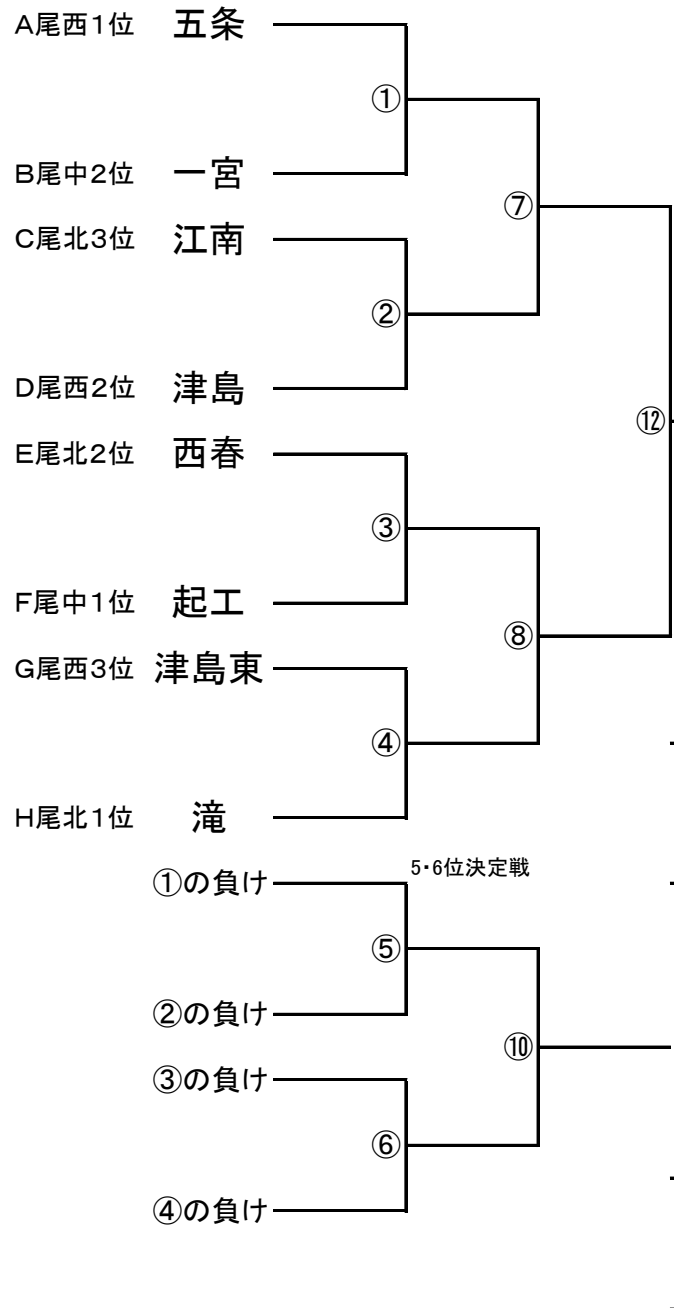 A尾西1位 五条
①
B尾中2位 一宮
⑦
C尾北3位 江南
②
D尾西2位 津島
⑫
E尾北2位 西春
③
F尾中1位 起工
⑧
G尾西3位 津島東
④
H尾北1位 滝
5・6位決定戦
①の負け
⑤
②の負け
⑩
③の負け
⑥
④の負け